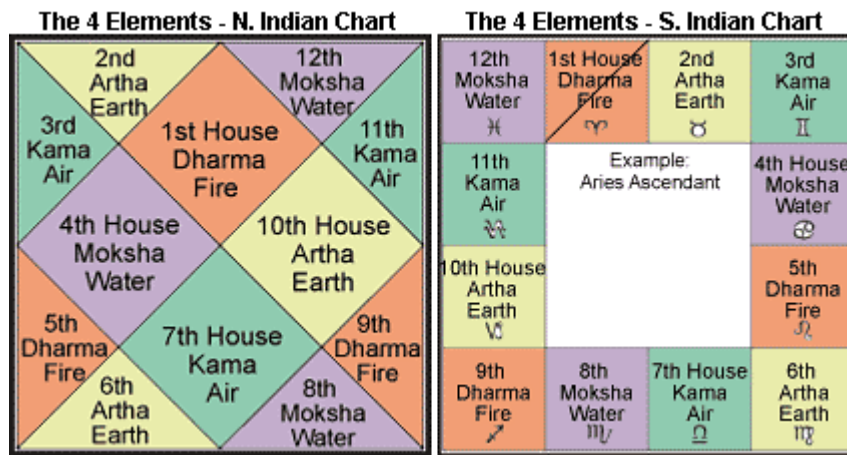 The 4 Elements - N. Indian Chart
2nd
Artha
Earth
12th
Moksha
Water
3rd
Kama
Air
1st House
Dharma
Fire
11th
Kama
Air
4th House
Moksha
Water
10th House
Artha
Earth
5th
Dharma
Fire
7th House
Kama
Air
9th
Dharma
Fire
6th
Artha
Earth
8th
Moksha
Water
The 4 Elements - S. Indian Chart
12th
Moksha
Water
♓
1st House
Dharma
Fire
♈
2nd
Artha
Earth
♉
3rd
Kama
Air
♊
11th
Kama
Air
♒
Example:
Aries Ascendant
4th House
Moksha
Water
♋
10th House
Artha
Earth
♑
5th
Dharma
Fire
♌
9th
Dharma
Fire
♐
8th
Moksha
Water
♏
7th House
Kama
Air
♎
6th
Artha
Earth
♍